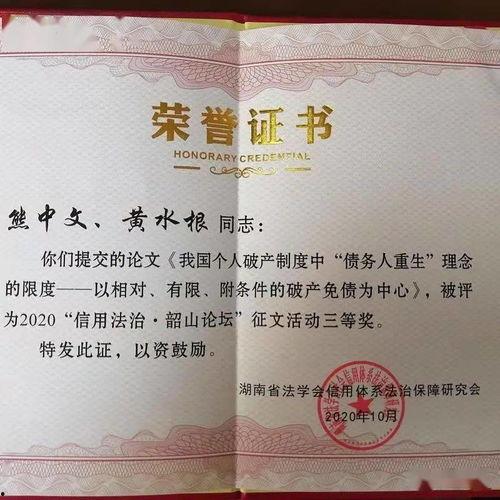 荣誉证书
HONORARY CREDENTIAL
熊中文、黄水根同志：
你们提交的论文《我国个人破产制度中“债务人重生”理念
的限度——以相对、有限、附条件的破产免债为中心》，被评
为2020“信用法治·韶山论坛”征文活动三等奖。
特发此证，以资鼓励。
湖南省法学会信用体系法治保障研究会
2020年10月